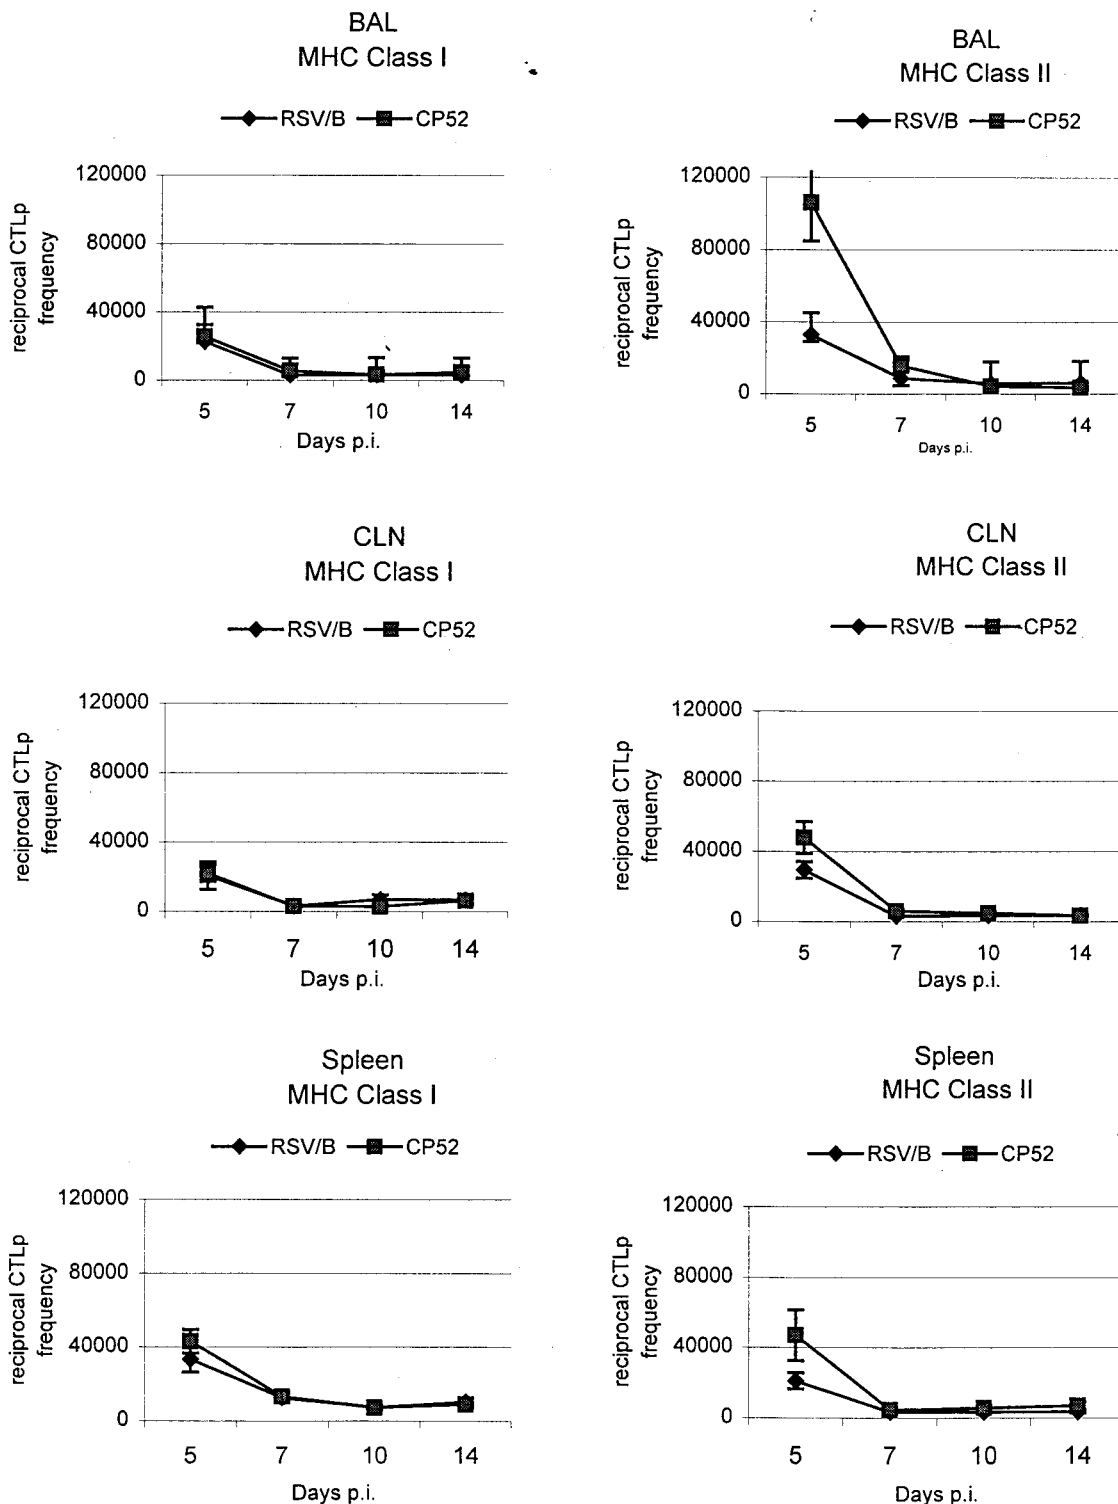 BAL
MHC Class I
RSV/B CP52
120000
80000
40000
0
reciprocal CTLp
frequency
5 7 10 14
Days p.i.
BAL
MHC Class II
RSV/B CP52
120000
80000
40000
0
reciprocal CTLp
frequency
5 7 10 14
Days p.i.
CLN
MHC Class I
RSV/B CP52
120000
80000
40000
0
reciprocal CTLp
frequency
5 7 10 14
Days p.i.
CLN
MHC Class II
RSV/B CP52
120000
80000
40000
0
reciprocal CTLp
frequency
5 7 10 14
Days p.i.
Spleen
MHC Class I
RSV/B CP52
120000
80000
40000
0
reciprocal CTLp
frequency
5 7 10 14
Days p.i.
Spleen
MHC Class II
RSV/B CP52
120000
80000
40000
0
reciprocal CTLp
frequency
5 7 10 14
Days p.i.